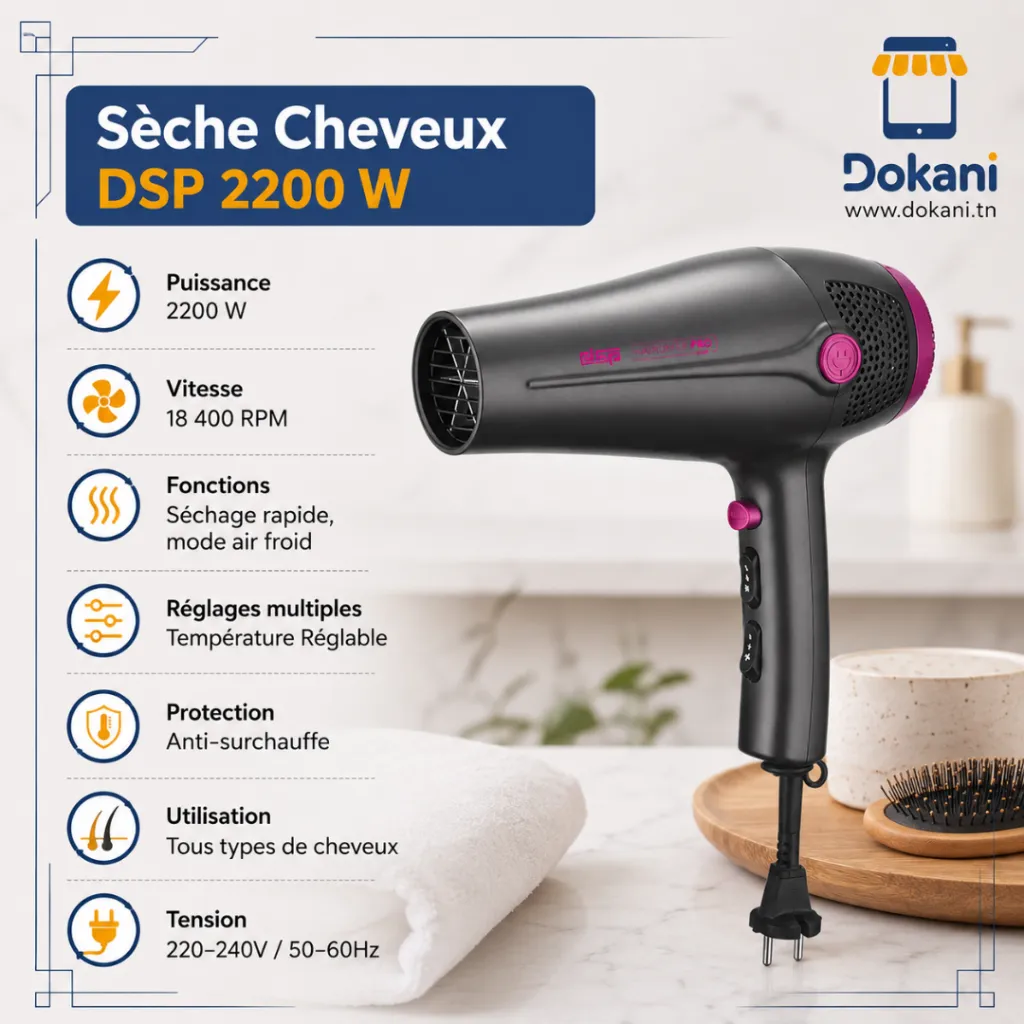 Sèche Cheveux
DSP 2200 W
Dokani
www.dokani.tn
Puissance
2200 W
Vitesse
18 400 RPM
Fonctions
Séchage rapide,
mode air froid
Réglages multiples
Température Réglable
Protection
Anti-surchauffe
Utilisation
Tous types de cheveux
Tension
220-240V / 50-60Hz